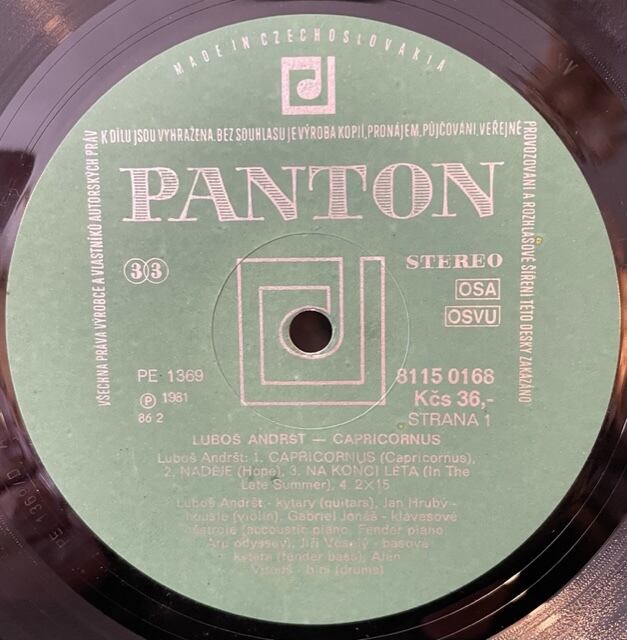 MADE IN CZECHOSLOVAKIA
VŠECHNA PRÁVA VÝROBCE A VLASTNÍKŮ AUTORSKÝCH PRÁV
K DÍLU JSOU VYHRAŽENA. BEZ SOUHLASU JE VÝROBA KOPIÍ, PRONÁJEM, PŮJČOVÁNÍ, VEŘEJNÉ
PROVOZOVÁNÍ A ROZHLASOVÉ ŠÍŘENÍ TÉTO DESKY ZAKÁZÁNO
PANTON
33
STEREO
OSA
OSVU
PE 1369
8115 0168
Ⓟ 1981
Kčs 36,-
86 2
STRANA 1
LUBOŠ ANDRŠT — CAPRICORNUS
Luboš Andršt: 1. CAPRICORNUS (Capricornus),
2. NADĚJE (Hope), 3. NA KONCI LÉTA (In The
Late Summer), 4. 2×15
Luboš Andršt - kytary (guitars), Jan Hrubý -
housle (violin), Gabriel Jonáš - klávesové
nástroje (accoustic piano, Fender piano,
Arp odyssey), Jiří Veselý - basová
kytara (fender bass), Alan
Vitouš - bicí (drums)
PE 1369/D